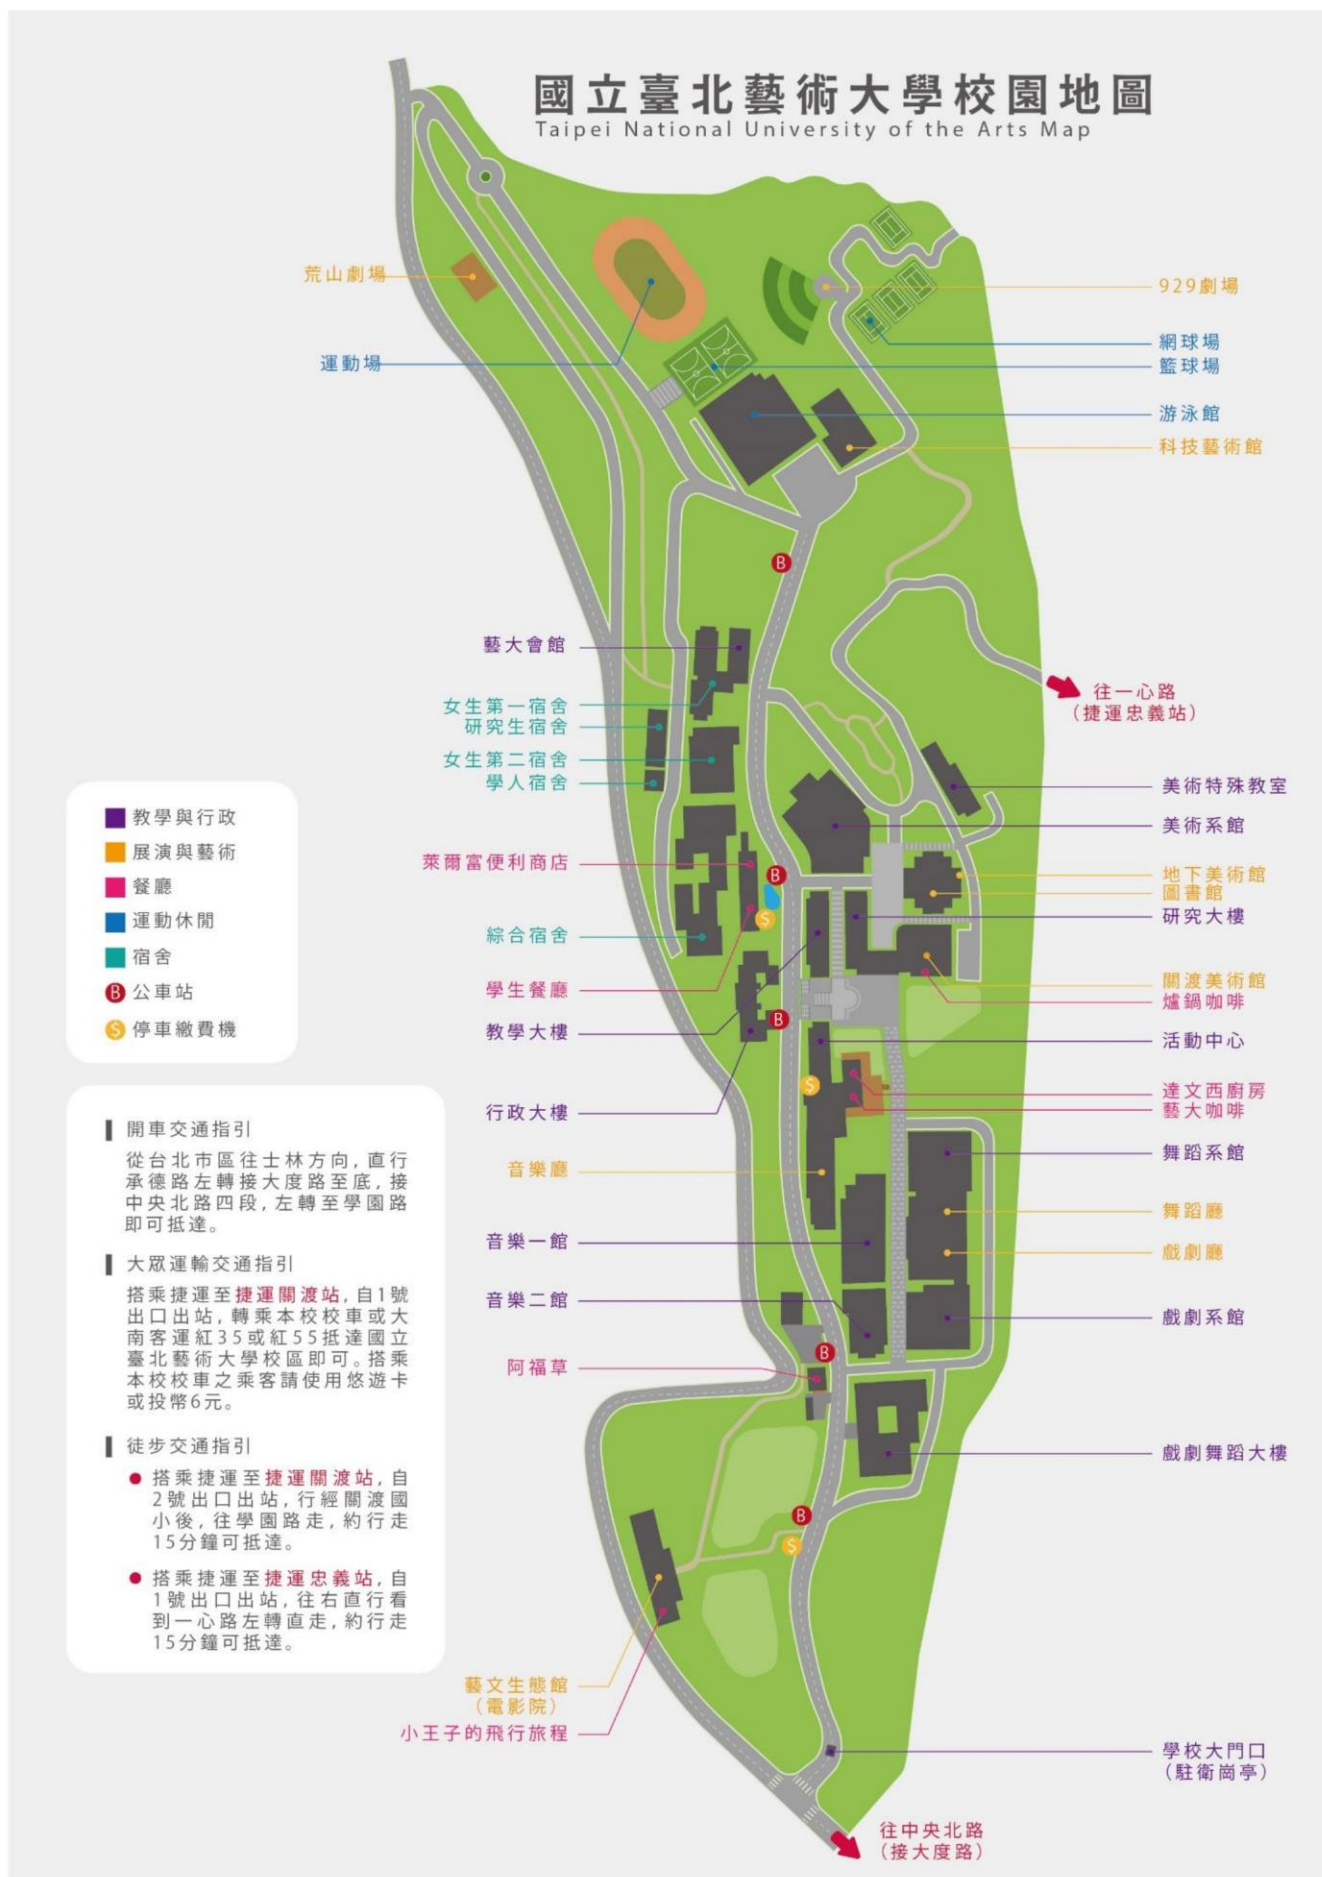 國立臺北藝術大學校園地圖
Taipei National University of the Arts Map
荒山劇場
運動場
929劇場
網球場
籃球場
游泳館
科技藝術館
B
藝大會館
女生第一宿舍
研究生宿舍
女生第二宿舍
學人宿舍
往一心路
(捷運忠義站)
美術特殊教室
美術系館
萊爾富便利商店
B
地下美術館
圖書館
$
研究大樓
綜合宿舍
關渡美術館
學生餐廳
爐鍋咖啡
B
教學大樓
活動中心
$
達文西廚房
行政大樓
藝大咖啡
舞蹈系館
音樂廳
舞蹈廳
音樂一館
戲劇廳
音樂二館
戲劇系館
B
阿福草
戲劇舞蹈大樓
B
$
藝文生態館
(電影院)
小王子的飛行旅程
學校大門口
(駐衛崗亭)
往中央北路
(接大度路)
教學與行政
展演與藝術
餐廳
運動休閒
宿舍
B 公車站
$ 停車繳費機
開車交通指引
從台北市區往士林方向,直行
承德路左轉接大度路至底,接
中央北路四段,左轉至學園路
即可抵達。
大眾運輸交通指引
搭乘捷運至捷運關渡站,自1號
出口出站,轉乘本校校車或大
南客運紅35或紅55抵達國立
臺北藝術大學校區即可。搭乘
本校校車之乘客請使用悠遊卡
或投幣6元。
徒步交通指引
搭乘捷運至捷運關渡站,自
2號出口出站,行經關渡國
小後,往學園路走,約行走
15分鐘可抵達。
搭乘捷運至捷運忠義站,自
1號出口出站,往右直行看
到一心路左轉直走,約行走
15分鐘可抵達。